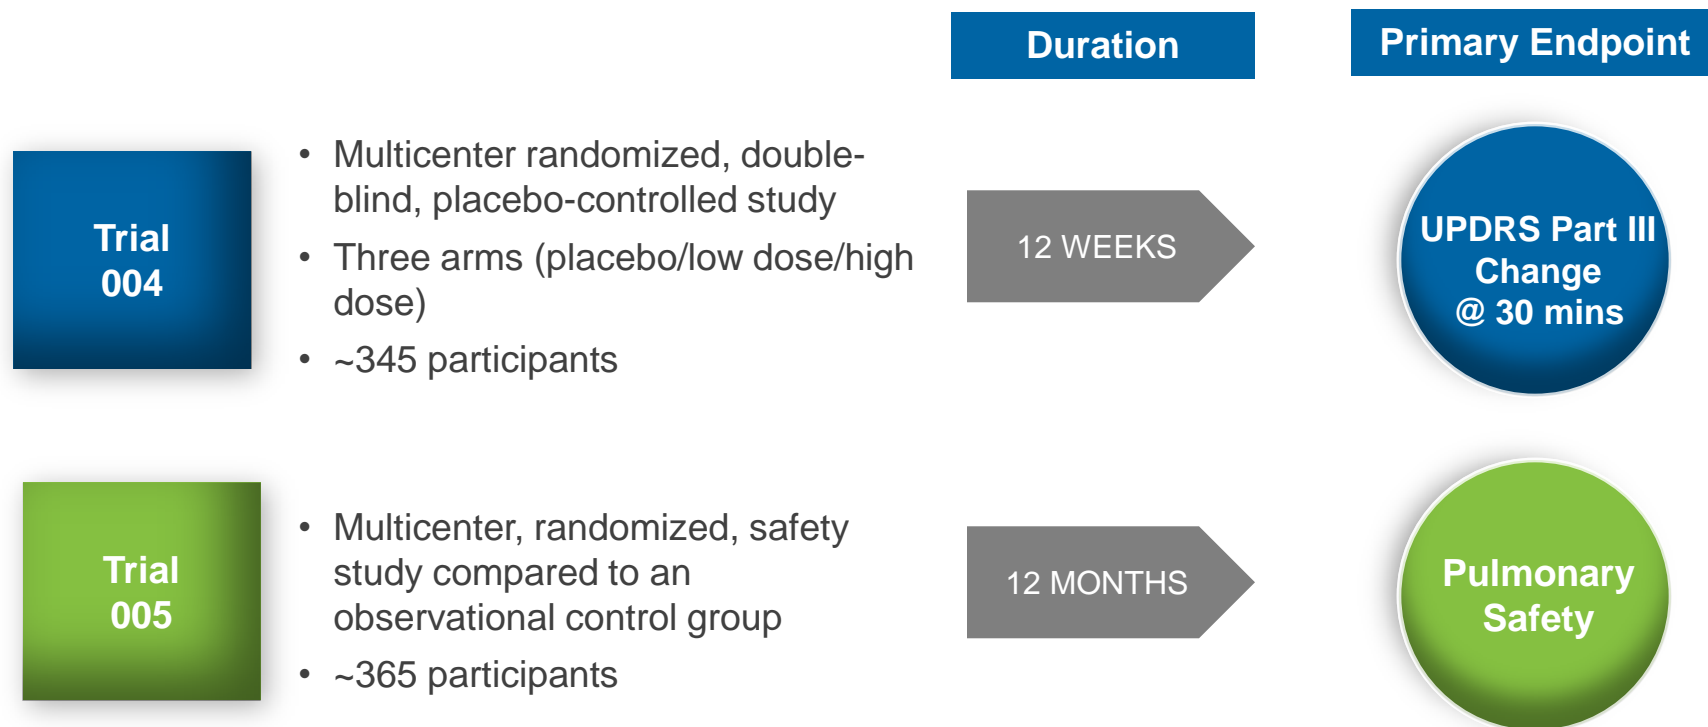 Duration
Primary Endpoint
Trial
004
• Multicenter randomized, double-
blind, placebo-controlled study
• Three arms (placebo/low dose/high
dose)
• ~345 participants
12 WEEKS
UPDRS Part III
Change
@ 30 mins
Trial
005
• Multicenter, randomized, safety
study compared to an
observational control group
• ~365 participants
12 MONTHS
Pulmonary
Safety